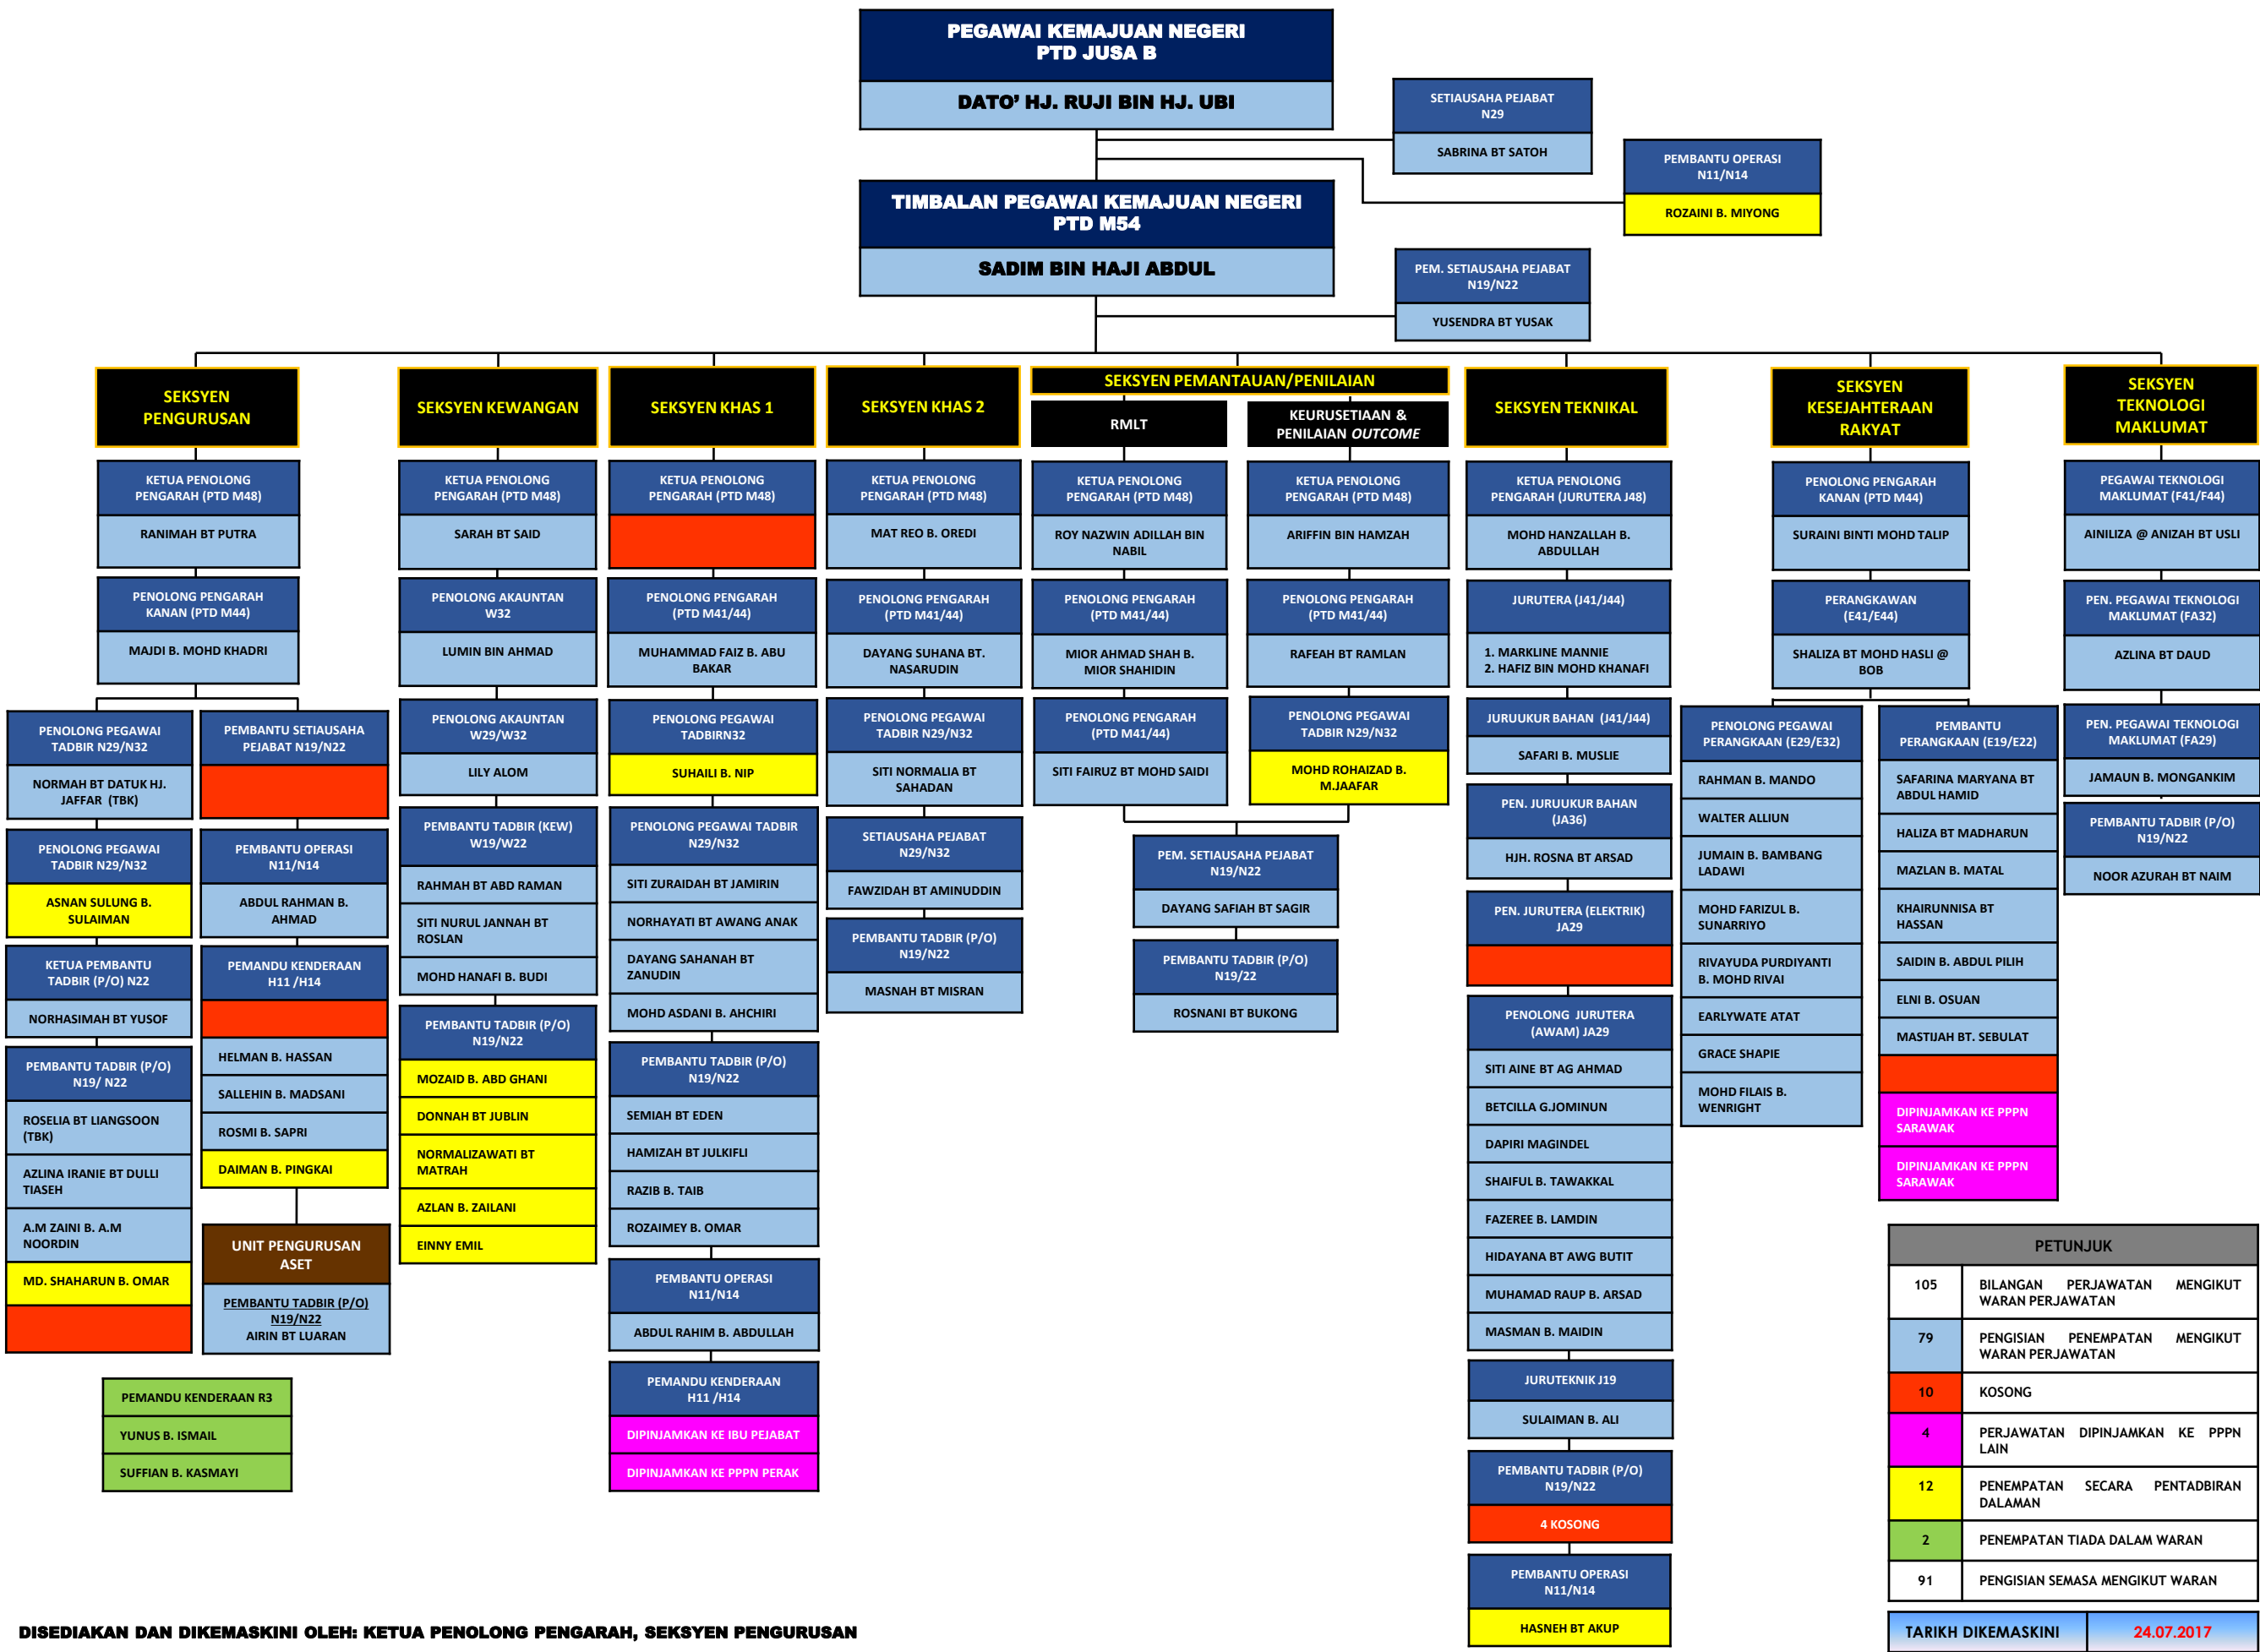 PEGAWAI KEMAJUAN NEGERI
PTD JUSA B
DATO' HJ. RUJI BIN HJ. UBI
SETIAUSAHA PEJABAT
N29
SABRINA BT SATOH
PEMBANTU OPERASI
N11/N14
ROZAINI B. MIYONG
TIMBALAN PEGAWAI KEMAJUAN NEGERI
PTD M54
SADIM BIN HAJI ABDUL
PEM. SETIAUSAHA PEJABAT
N19/N22
YUSENDRA BT YUSAK
SEKSYEN
PENGURUSAN
KETUA PENOLONG
PENGARAH (PTD M48)
RANIMAH BT PUTRA
PENOLONG PENGARAH
KANAN (PTD M44)
MAJDI B. MOHD KHADRI
PENOLONG PEGAWAI
TADBIR N29/N32
NORMAH BT DATUK HJ.
JAFFAR (TBK)
PENOLONG PEGAWAI
TADBIR N29/N32
ASNAN SULUNG B.
SULAIMAN
KETUA PEMBANTU
TADBIR (P/O) N22
NORHASIMAH BT YUSOF
PEMBANTU TADBIR (P/O)
N19/ N22
ROSELIA BT LIANGSOON
(TBK)
AZLINA IRANIE BT DULLI
TIASEH
A.M ZAINI B. A.M
NOORDIN
MD. SHAHARUN B. OMAR
PEMBANTU SETIAUSAHA
PEJABAT N19/N22
PEMBANTU OPERASI
N11/N14
ABDUL RAHMAN B.
AHMAD
PEMANDU KENDERAAN
H11 /H14
HELMAN B. HASSAN
SALLEHIN B. MADSANI
ROSMI B. SAPRI
DAIMAN B. PINGKAI
UNIT PENGURUSAN
ASET
PEMBANTU TADBIR (P/O)
N19/N22
AIRIN BT LUARAN
PEMANDU KENDERAAN R3
YUNUS B. ISMAIL
SUFFIAN B. KASMAYI
SEKSYEN KEWANGAN
KETUA PENOLONG
PENGARAH (PTD M48)
SARAH BT SAID
PENOLONG AKAUNTAN
W32
LUMIN BIN AHMAD
PENOLONG AKAUNTAN
W29/W32
LILY ALOM
PEMBANTU TADBIR (KEW)
W19/W22
RAHMAH BT ABD RAMAN
SITI NURUL JANNAH BT
ROSLAN
MOHD HANAFI B. BUDI
PEMBANTU TADBIR (P/O)
N19/N22
MOZAID B. ABD GHANI
DONNAH BT JUBLIN
NORMALIZAWATI BT
MATRAH
AZLAN B. ZAILANI
EINNY EMIL
SEKSYEN KHAS 1
KETUA PENOLONG
PENGARAH (PTD M48)
PENOLONG PENGARAH
(PTD M41/44)
MUHAMMAD FAIZ B. ABU
BAKAR
PENOLONG PEGAWAI
TADBIRN32
SUHAILI B. NIP
PENOLONG PEGAWAI TADBIR
N29/N32
SITI ZURAIDAH BT JAMIRIN
NORHAYATI BT AWANG ANAK
DAYANG SAHANAH BT
ZANUDIN
MOHD ASDANI B. AHCHIRI
PEMBANTU TADBIR (P/O)
N19/N22
SEMIAH BT EDEN
HAMIZAH BT JULKIFLI
RAZIB B. TAIB
ROZAIMEY B. OMAR
PEMBANTU OPERASI
N11/N14
ABDUL RAHIM B. ABDULLAH
PEMANDU KENDERAAN
H11 /H14
DIPINJAMKAN KE IBU PEJABAT
DIPINJAMKAN KE PPPN PERAK
SEKSYEN KHAS 2
KETUA PENOLONG
PENGARAH (PTD M48)
MAT REO B. OREDI
PENOLONG PENGARAH
(PTD M41/44)
DAYANG SUHANA BT.
NASARUDIN
PENOLONG PEGAWAI
TADBIR N29/N32
SITI NORMALIA BT
SAHADAN
SETIAUSAHA PEJABAT
N29/N32
FAWZIDAH BT AMINUDDIN
PEMBANTU TADBIR (P/O)
N19/N22
MASNAH BT MISRAN
SEKSYEN PEMANTAUAN/PENILAIAN
RMLT
KETUA PENOLONG
PENGARAH (PTD M48)
ROY NAZWIN ADILLAH BIN
NABIL
PENOLONG PENGARAH
(PTD M41/44)
MIOR AHMAD SHAH B.
MIOR SHAHIDIN
PENOLONG PENGARAH
(PTD M41/44)
SITI FAIRUZ BT MOHD SAIDI
KEURUSETIAAN &
PENILAIAN OUTCOME
KETUA PENOLONG
PENGARAH (PTD M48)
ARIFFIN BIN HAMZAH
PENOLONG PENGARAH
(PTD M41/44)
RAFEAH BT RAMLAN
PENOLONG PEGAWAI
TADBIR N29/N32
MOHD ROHAIZAD B.
M.JAAFAR
PEM. SETIAUSAHA PEJABAT
N19/N22
DAYANG SAFIAH BT SAGIR
PEMBANTU TADBIR (P/O)
N19/22
ROSNANI BT BUKONG
SEKSYEN TEKNIKAL
KETUA PENOLONG
PENGARAH (JURUTERA J48)
MOHD HANZALLAH B.
ABDULLAH
JURUTERA (J41/J44)
1. MARKLINE MANNIE
2. HAFIZ BIN MOHD KHANAFI
JURUUKUR BAHAN (J41/J44)
SAFARI B. MUSLIE
PEN. JURUUKUR BAHAN
(JA36)
HJH. ROSNA BT ARSAD
PEN. JURUTERA (ELEKTRIK)
JA29
PENOLONG JURUTERA
(AWAM) JA29
SITI AINE BT AG AHMAD
BETCILLA G.JOMINUN
DAPIRI MAGINDEL
SHAIFUL B. TAWAKKAL
FAZEREE B. LAMDIN
HIDAYANA BT AWG BUTIT
MUHAMAD RAUP B. ARSAD
MASMAN B. MAIDIN
JURUTEKNIK J19
SULAIMAN B. ALI
PEMBANTU TADBIR (P/O)
N19/N22
4 KOSONG
PEMBANTU OPERASI
N11/N14
HASNEH BT AKUP
SEKSYEN
KESEJAHTERAAN
RAKYAT
PENOLONG PENGARAH
KANAN (PTD M44)
SURAINI BINTI MOHD TALIP
PERANGKAWAN
(E41/E44)
SHALIZA BT MOHD HASLI @
BOB
PENOLONG PEGAWAI
PERANGKAAN (E29/E32)
RAHMAN B. MANDO
WALTER ALLIUN
JUMAIN B. BAMBANG
LADAWI
MOHD FARIZUL B.
SUNARRIYO
RIVAYUDA PURDIYANTI
B. MOHD RIVAI
EARLYWATE ATAT
GRACE SHAPIE
MOHD FILAIS B.
WENRIGHT
PEMBANTU
PERANGKAAN (E19/E22)
SAFARINA MARYANA BT
ABDUL HAMID
HALIZA BT MADHARUN
MAZLAN B. MATAL
KHAIRUNNISA BT
HASSAN
SAIDIN B. ABDUL PILIH
ELNI B. OSUAN
MASTIJAH BT. SEBULAT
DIPINJAMKAN KE PPPN
SARAWAK
DIPINJAMKAN KE PPPN
SARAWAK
SEKSYEN
TEKNOLOGI
MAKLUMAT
PEGAWAI TEKNOLOGI
MAKLUMAT (F41/F44)
AINILIZA @ ANIZAH BT USLI
PEN. PEGAWAI TEKNOLOGI
MAKLUMAT (FA32)
AZLINA BT DAUD
PEN. PEGAWAI TEKNOLOGI
MAKLUMAT (FA29)
JAMAUN B. MONGANKIM
PEMBANTU TADBIR (P/O)
N19/N22
NOOR AZURAH BT NAIM
PETUNJUK
105 BILANGAN PERJAWATAN MENGIKUT
WARAN PERJAWATAN
79 PENGISIAN PENEMPATAN MENGIKUT
WARAN PERJAWATAN
10 KOSONG
4 PERJAWATAN DIPINJAMKAN KE PPPN
LAIN
12 PENEMPATAN SECARA PENTADBIRAN
DALAMAN
2 PENEMPATAN TIADA DALAM WARAN
91 PENGISIAN SEMASA MENGIKUT WARAN
TARIKH DIKEMASKINI 24.07.2017
DISEDIAKAN DAN DIKEMASKINI OLEH: KETUA PENOLONG PENGARAH, SEKSYEN PENGURUSAN